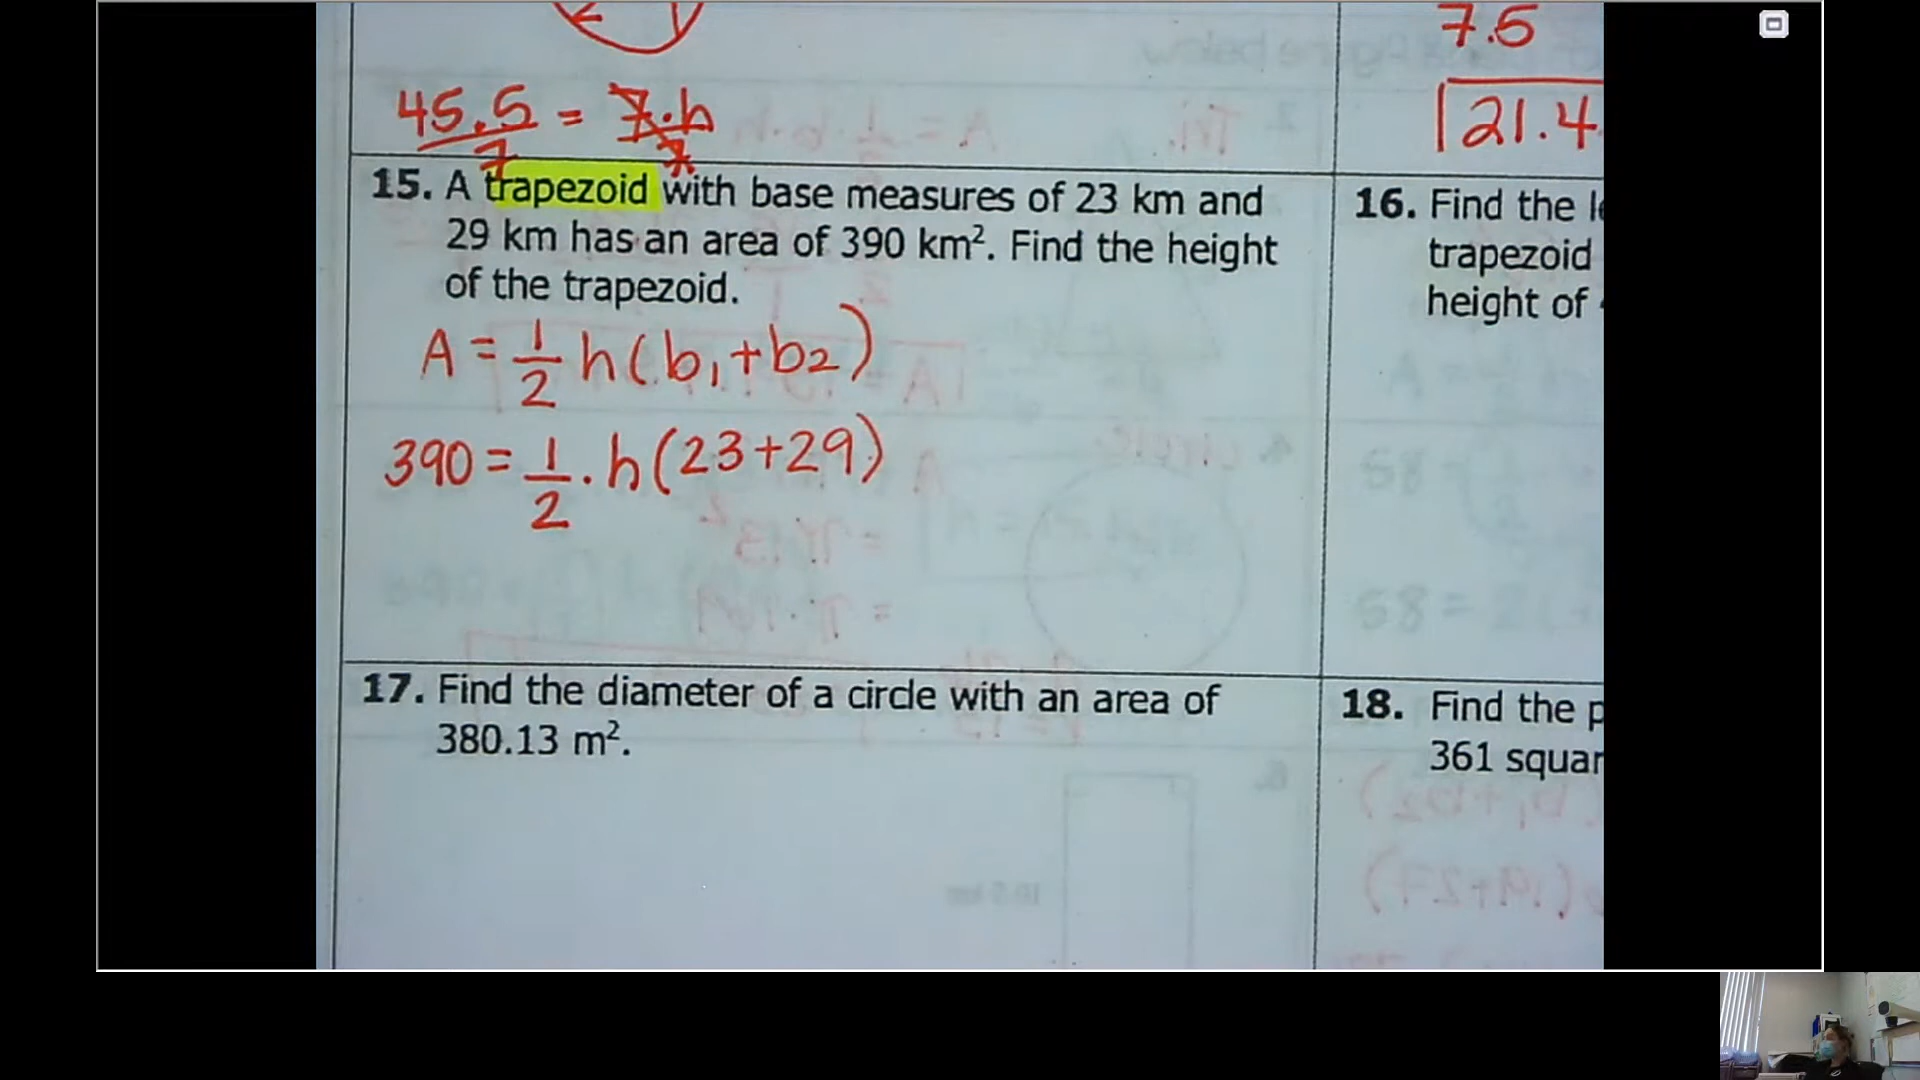 7.5
45.5 = 7·h
7 7
21.4
15. A trapezoid with base measures of 23 km and
29 km has an area of 390 km². Find the height
of the trapezoid.
A = 1/2 h(b₁+b₂)
390 = 1/2 · h(23+29)
16. Find the
trapezoid
height of
17. Find the diameter of a circle with an area of
380.13 m².
18. Find the
361 squar